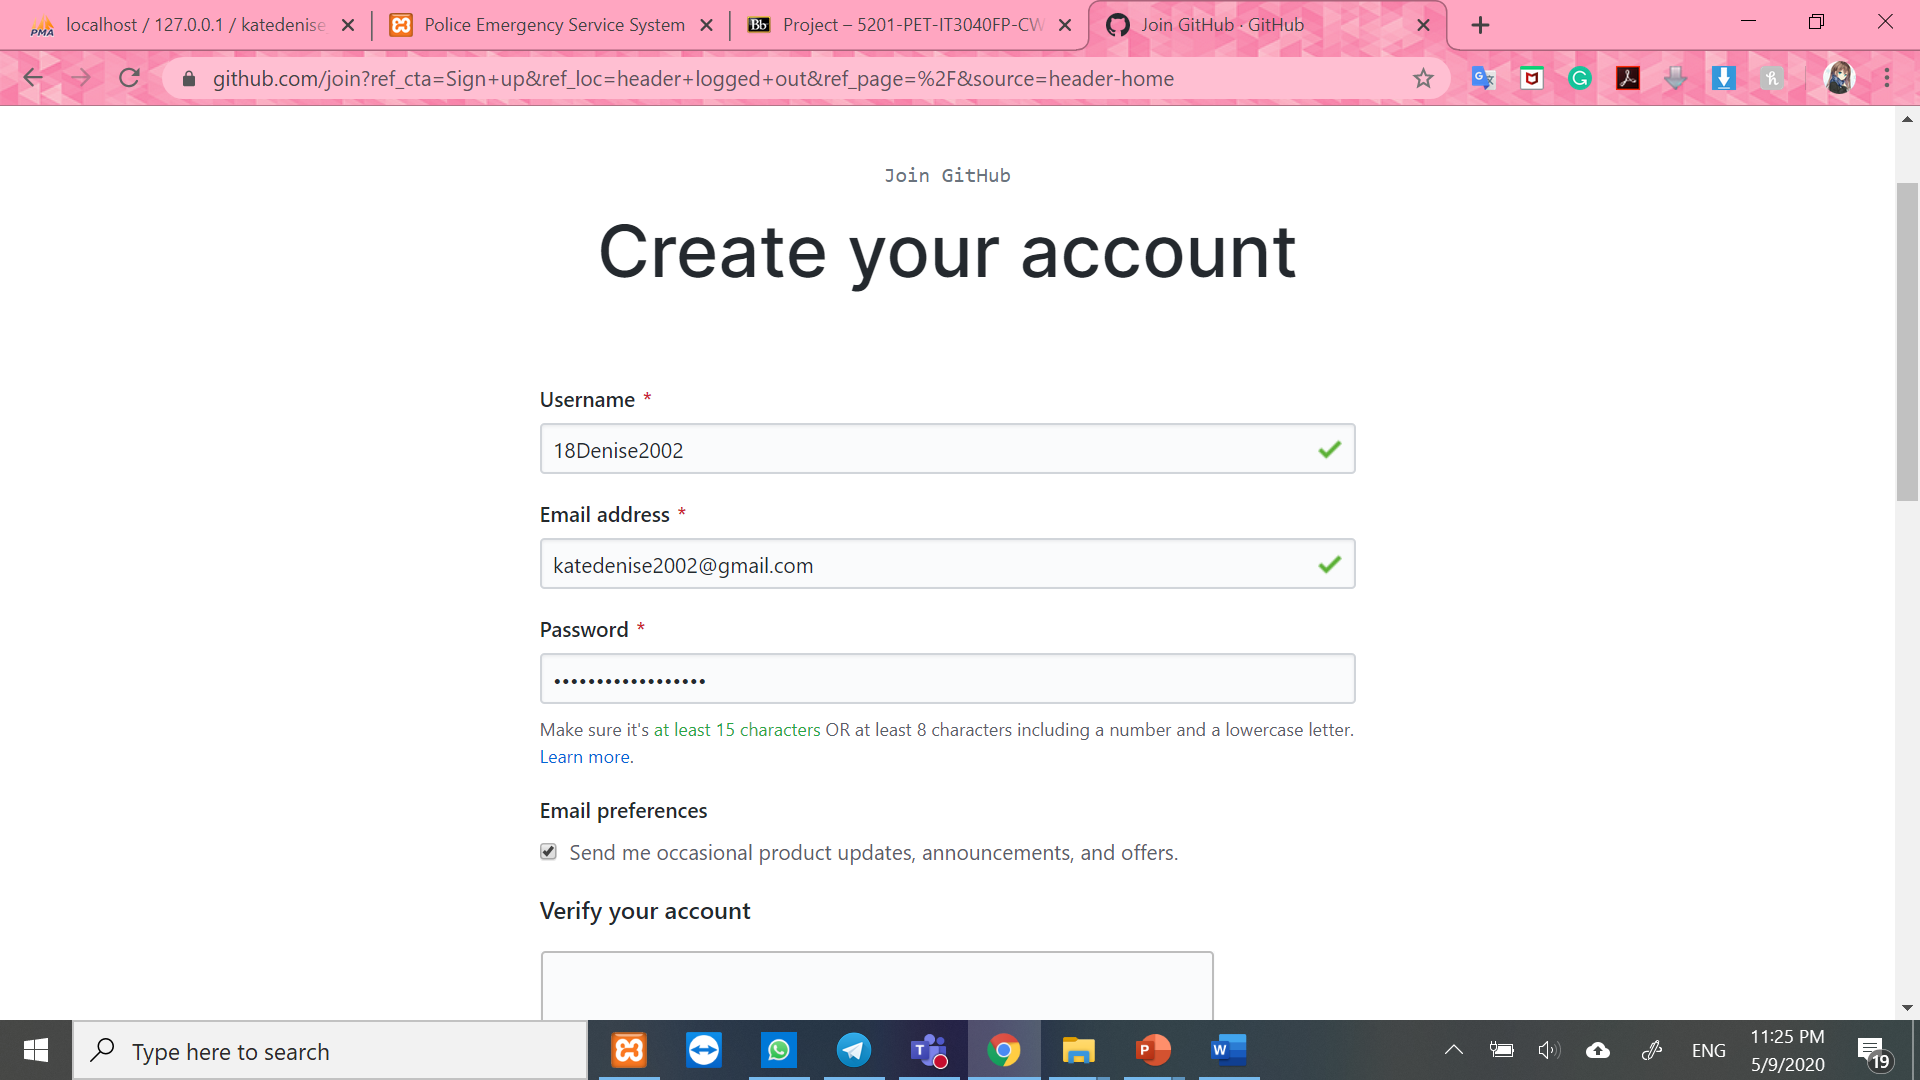 localhost / 127.0.0.1 / katedenise
Police Emergency Service System
Bb Project – 5201-PET-IT3040FP-CW
Join GitHub · GitHub
github.com/join?ref_cta=Sign+up&ref_loc=header+logged+out&ref_page=%2F&source=header-home
Join GitHub
Create your account
Username *
18Denise2002
Email address *
katedenise2002@gmail.com
Password *
••••••••••••••••••
Make sure it's at least 15 characters OR at least 8 characters including a number and a lowercase letter.
Learn more.
Email preferences
Send me occasional product updates, announcements, and offers.
Verify your account
Type here to search
ENG
11:25 PM
5/9/2020
19